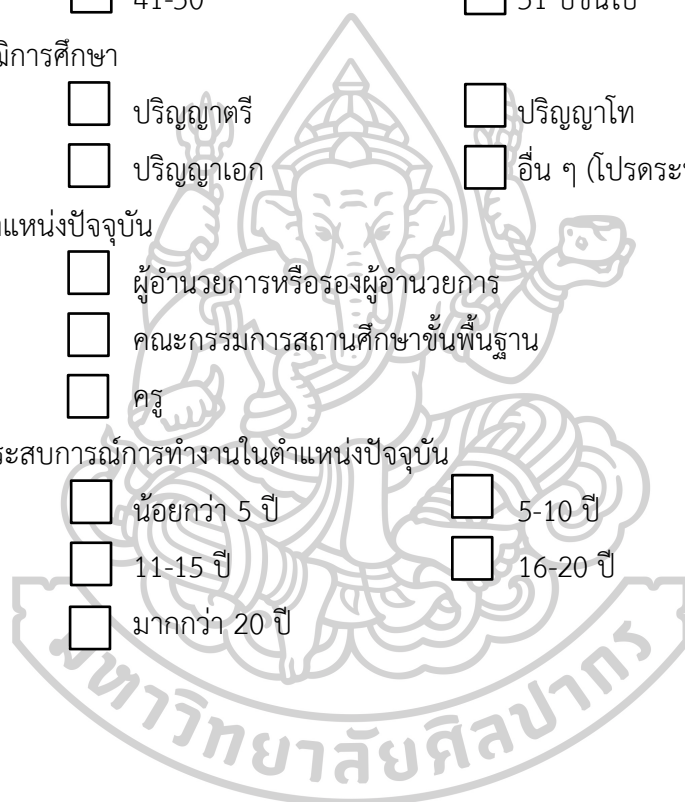 41-50 51 ปีขึ้นไป
มิการศึกษา
ปริญญาตรี ปริญญาโท
ปริญญาเอก อื่น ๆ (โปรดระบ
แหน่งปัจจุบัน
ผู้อำนวยการหรือรองผู้อำนวยการ
คณะกรรมการสถานศึกษาขั้นพื้นฐาน
ครู
ระสบการณ์การทำงานในตำแหน่งปัจจุบัน
น้อยกว่า 5 ปี 5-10 ปี
11-15 ปี 16-20 ปี
มากกว่า 20 ปี
มหาวิทยาลัยศิลปากร